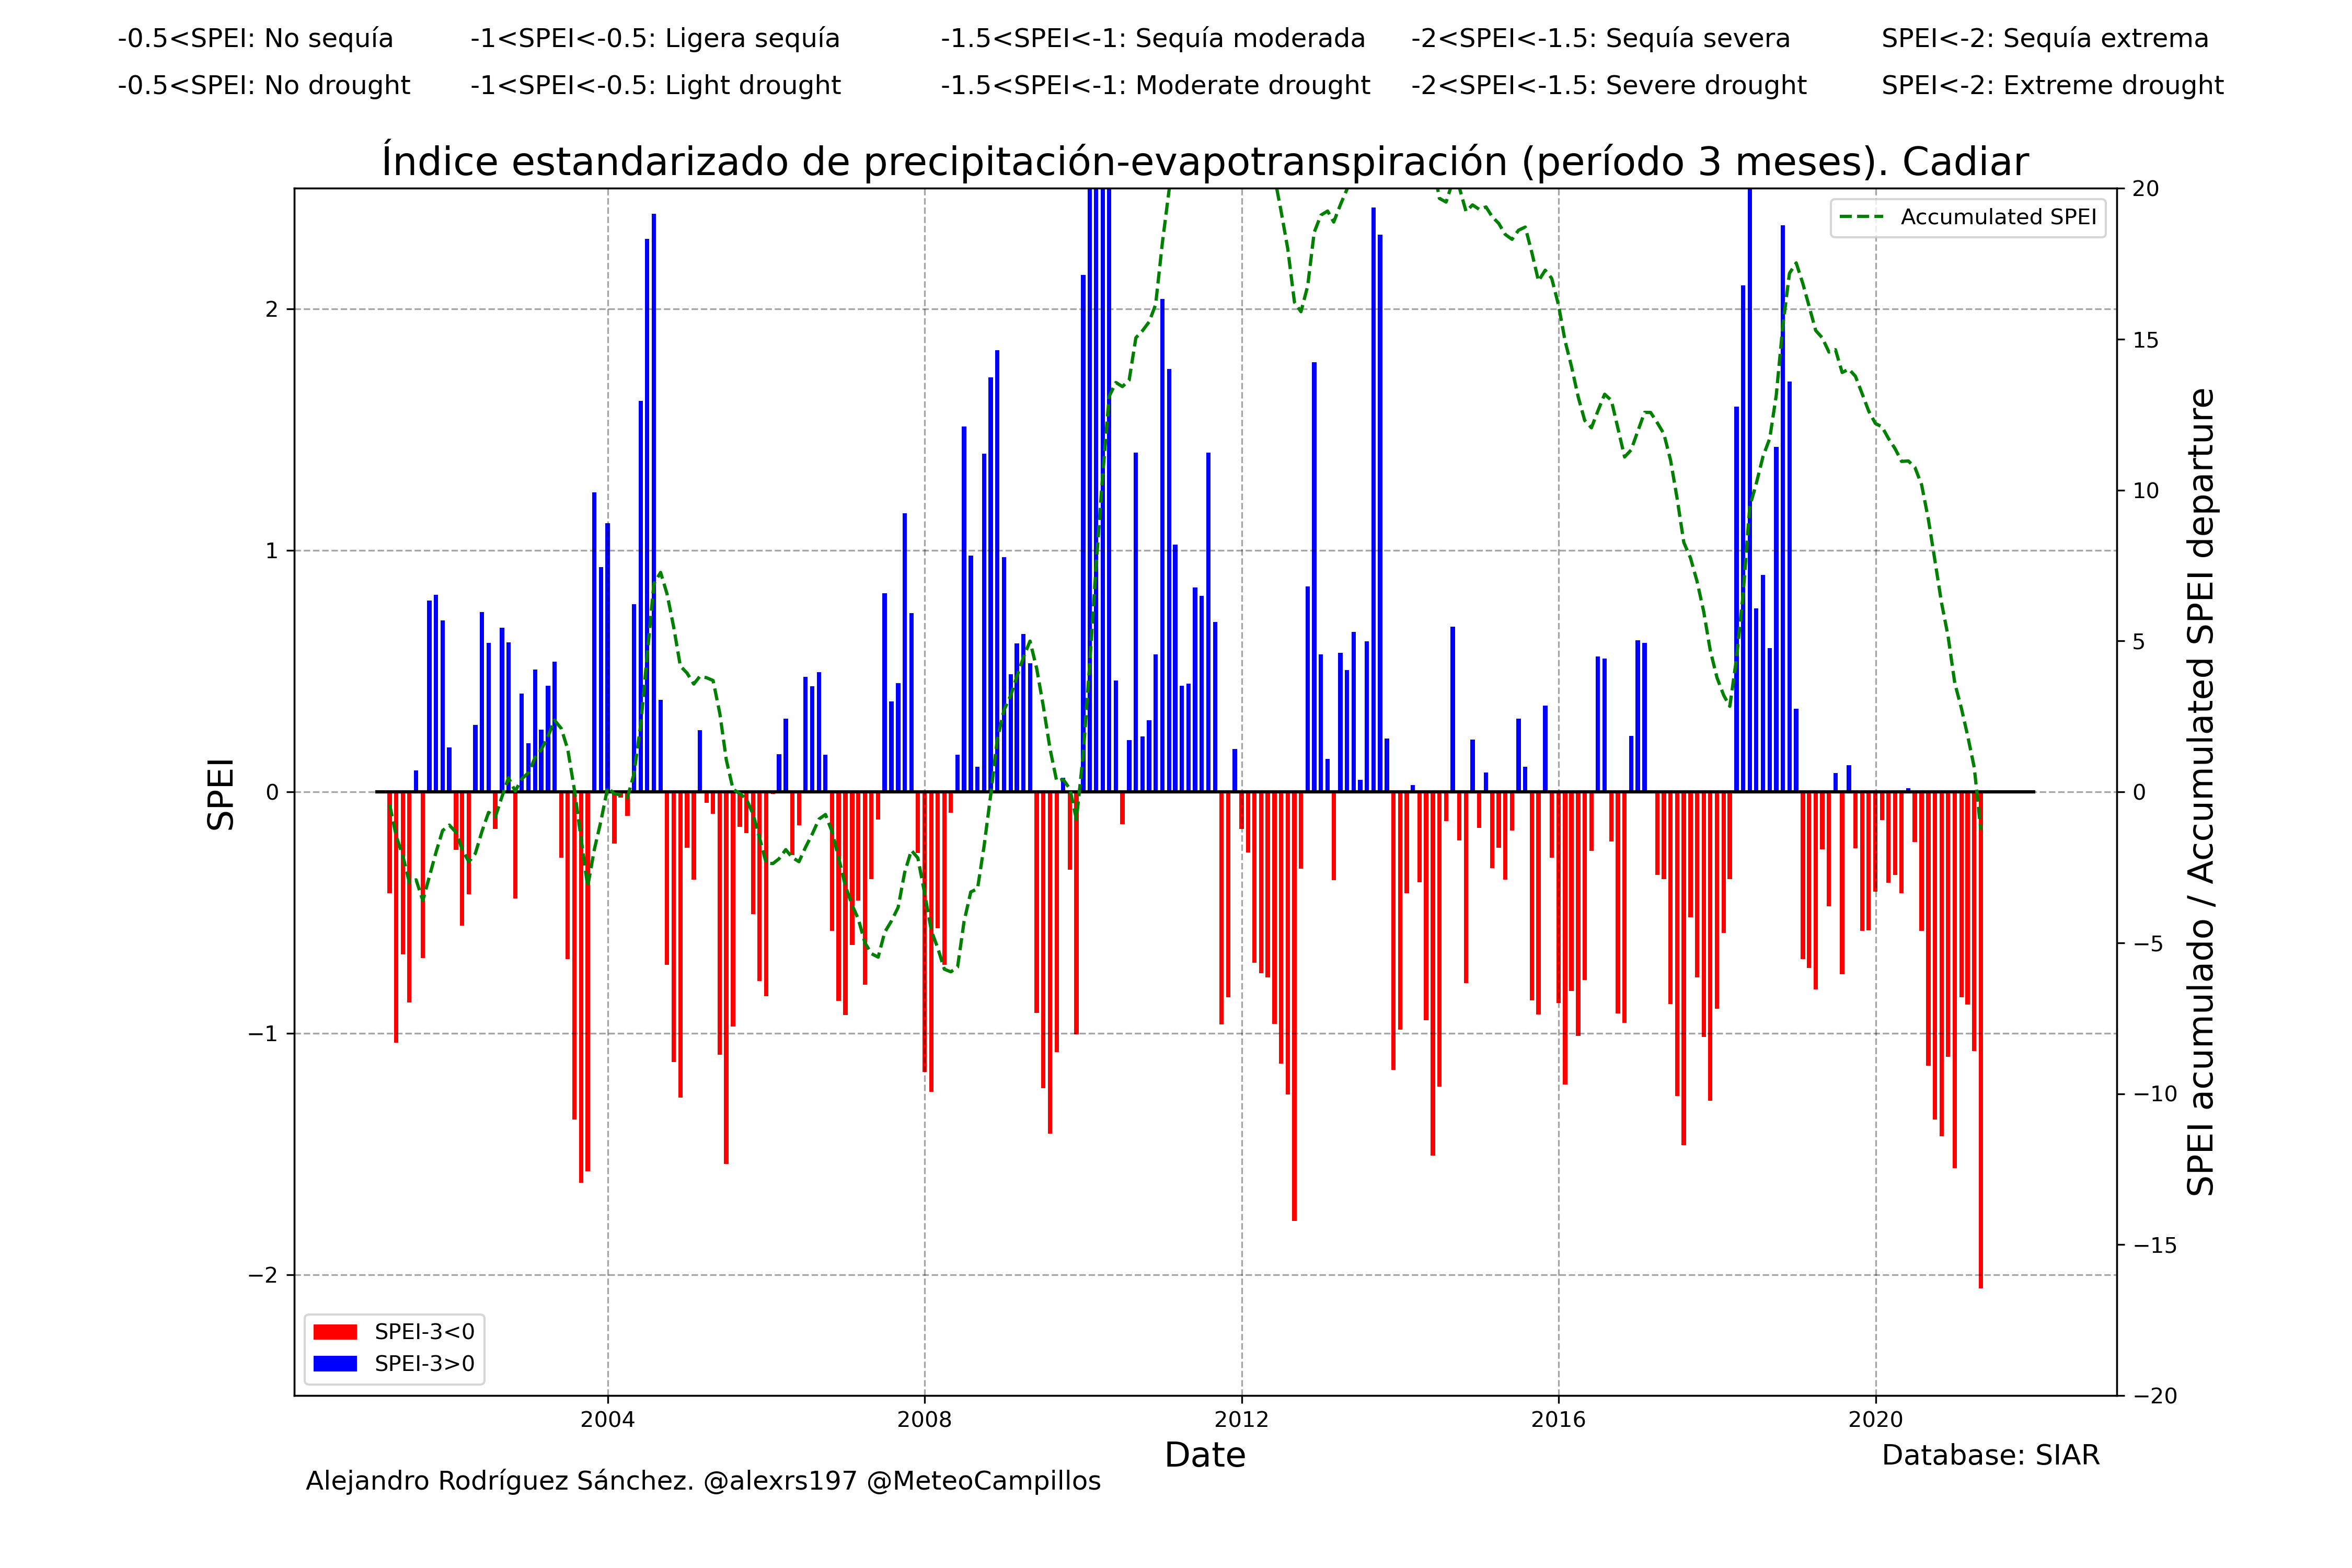 -0.5<SPEI: No sequía -1<SPEI<-0.5: Ligera sequía -1.5<SPEI<-1: Sequía moderada -2<SPEI<-1.5: Sequía severa SPEI<-2: Sequía extrema
-0.5<SPEI: No drought -1<SPEI<-0.5: Light drought -1.5<SPEI<-1: Moderate drought -2<SPEI<-1.5: Severe drought SPEI<-2: Extreme drought
Índice estandarizado de precipitación-evapotranspiración (período 3 meses). Cadiar
SPEI
2
1
0
−1
−2
Accumulated SPEI
20
15
10
5
0
−5
−10
−15
−20
SPEI acumulado / Accumulated SPEI departure
SPEI-3<0
SPEI-3>0
2004 2008 2012 2016 2020
Date
Database: SIAR
Alejandro Rodríguez Sánchez. @alexrs197 @MeteoCampillos